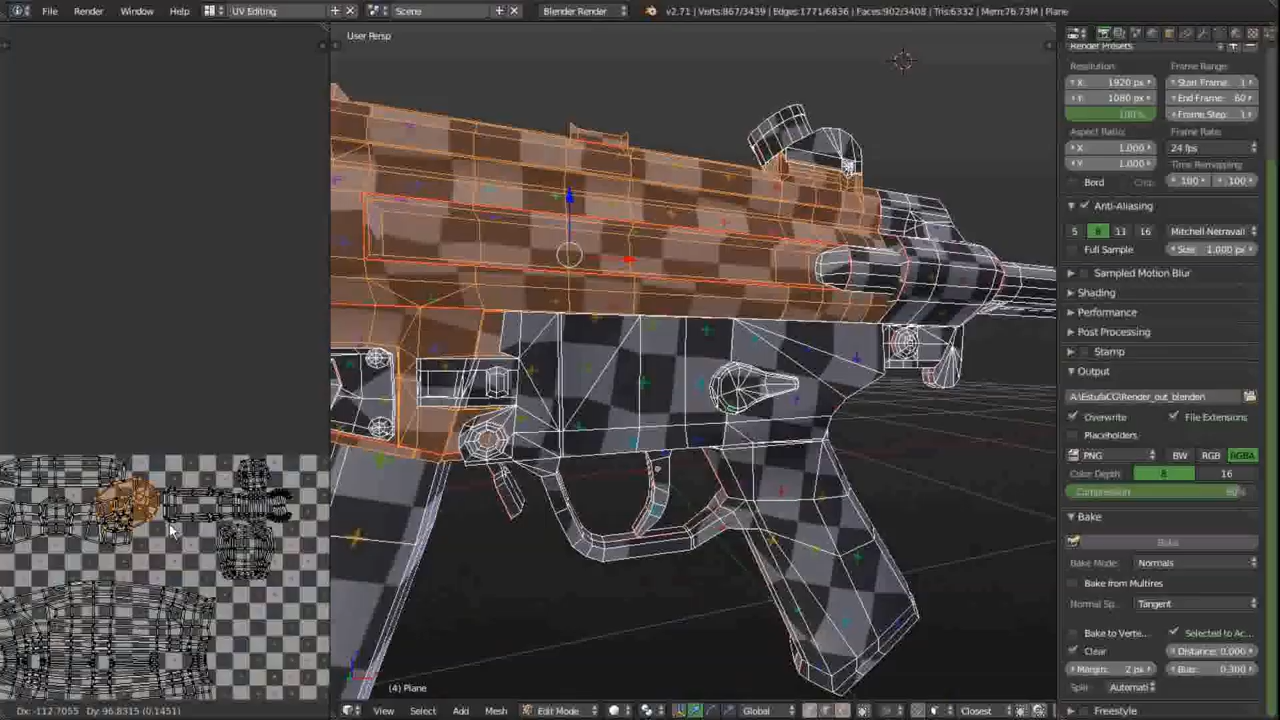 File Render Window Help UV Editing Scene Blender Render v2.71 | Verts:867/3439 | Edges:1771/6836 | Faces:902/3408 | Tris:6332 | Mem:76.73M | Plane
User Persp
Render Presets
Resolution: Frame Range:
X: 1920 px Start Frame: 1
Y: 1080 px End Frame: 60
100% Frame Step: 1
Aspect Ratio: Frame Rate:
X 1.000 24 fps
Y 1.000 Time Remapping
Bord Crop 100 100
Anti-Aliasing
5 8 11 16 Mitchell-Netravali
Full Sample Size: 1.000 px
Sampled Motion Blur
Shading
Performance
Post Processing
Stamp
Output
A:\EstufaCG\Render_out_blender\
Overwrite File Extensions
Placeholders
PNG BW RGB RGBA
Color Depth: 8 16
Compression: 90%
Bake
Bake
Bake Mode: Normals
Bake from Multires
Normal Sp... Tangent
Bake to Verte... Selected to Ac...
Clear Distance: 0.000
Margin: 2 px Bias: 0.300
Split: Automati
Freestyle
(4) Plane
Dx: -112.7055 Dy: 96.8315 (0.1451)
View Select Add Mesh Edit Mode Global Closest